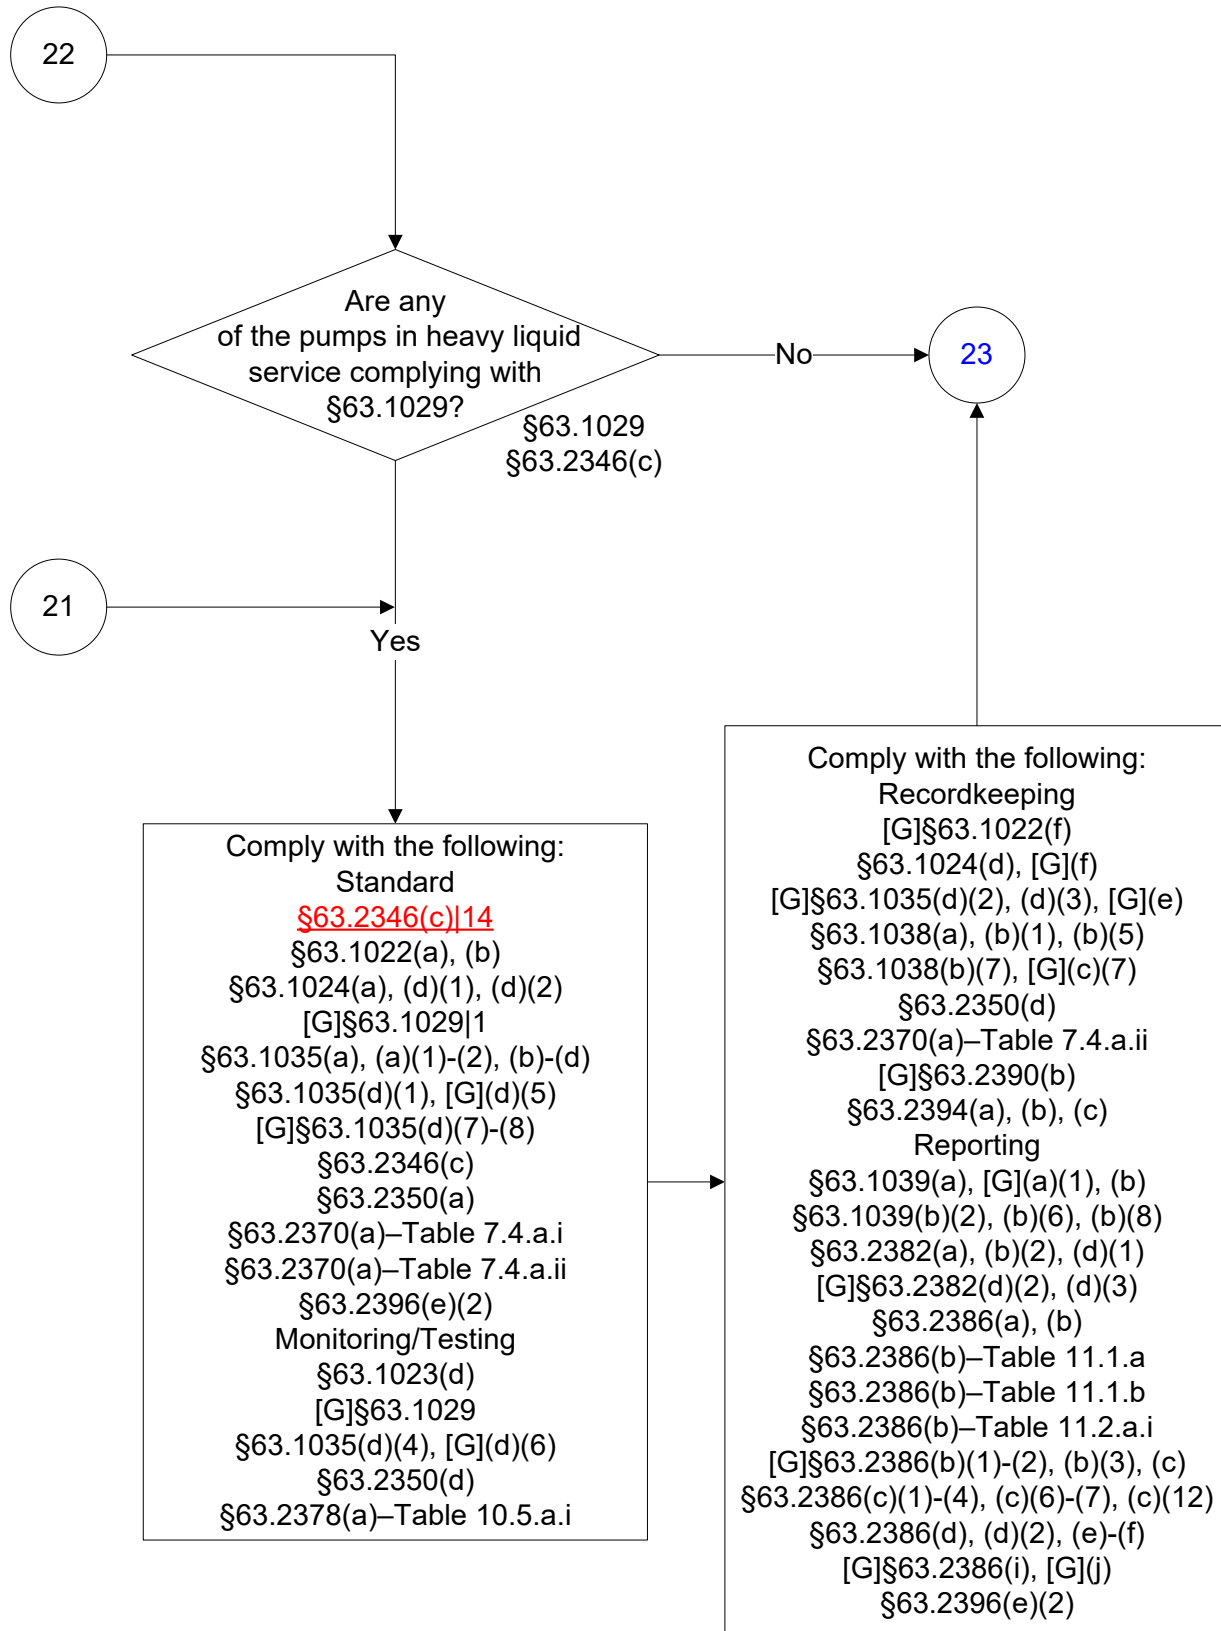 22
Are any
of the pumps in heavy liquid
service complying with
§63.1029?
No
23
§63.1029
§63.2346(c)
21
Yes
Comply with the following:
Standard
§63.2346(c)|14
§63.1022(a), (b)
§63.1024(a), (d)(1), (d)(2)
[G]§63.1029|1
§63.1035(a), (a)(1)-(2), (b)-(d)
§63.1035(d)(1), [G](d)(5)
[G]§63.1035(d)(7)-(8)
§63.2346(c)
§63.2350(a)
§63.2370(a)–Table 7.4.a.i
§63.2370(a)–Table 7.4.a.ii
§63.2396(e)(2)
Monitoring/Testing
§63.1023(d)
[G]§63.1029
§63.1035(d)(4), [G](d)(6)
§63.2350(d)
§63.2378(a)–Table 10.5.a.i
Comply with the following:
Recordkeeping
[G]§63.1022(f)
§63.1024(d), [G](f)
[G]§63.1035(d)(2), (d)(3), [G](e)
§63.1038(a), (b)(1), (b)(5)
§63.1038(b)(7), [G](c)(7)
§63.2350(d)
§63.2370(a)–Table 7.4.a.ii
[G]§63.2390(b)
§63.2394(a), (b), (c)
Reporting
§63.1039(a), [G](a)(1), (b)
§63.1039(b)(2), (b)(6), (b)(8)
§63.2382(a), (b)(2), (d)(1)
[G]§63.2382(d)(2), (d)(3)
§63.2386(a), (b)
§63.2386(b)–Table 11.1.a
§63.2386(b)–Table 11.1.b
§63.2386(b)–Table 11.2.a.i
[G]§63.2386(b)(1)-(2), (b)(3), (c)
§63.2386(c)(1)-(4), (c)(6)-(7), (c)(12)
§63.2386(d), (d)(2), (e)-(f)
[G]§63.2386(i), [G](j)
§63.2396(e)(2)